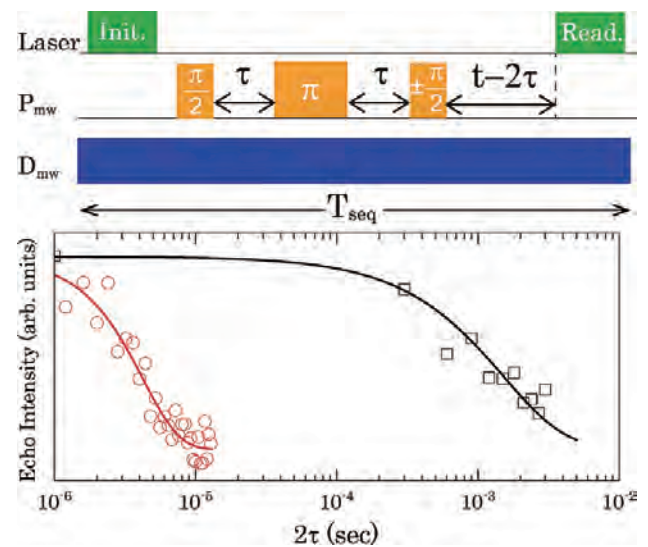 Laser Init. Read.
P_mw π/2 τ π τ ±π/2 t−2τ
D_mw
T_seq
Echo Intensity (arb. units)
10^-6 10^-5 10^-4 10^-3 10^-2
2τ (sec)